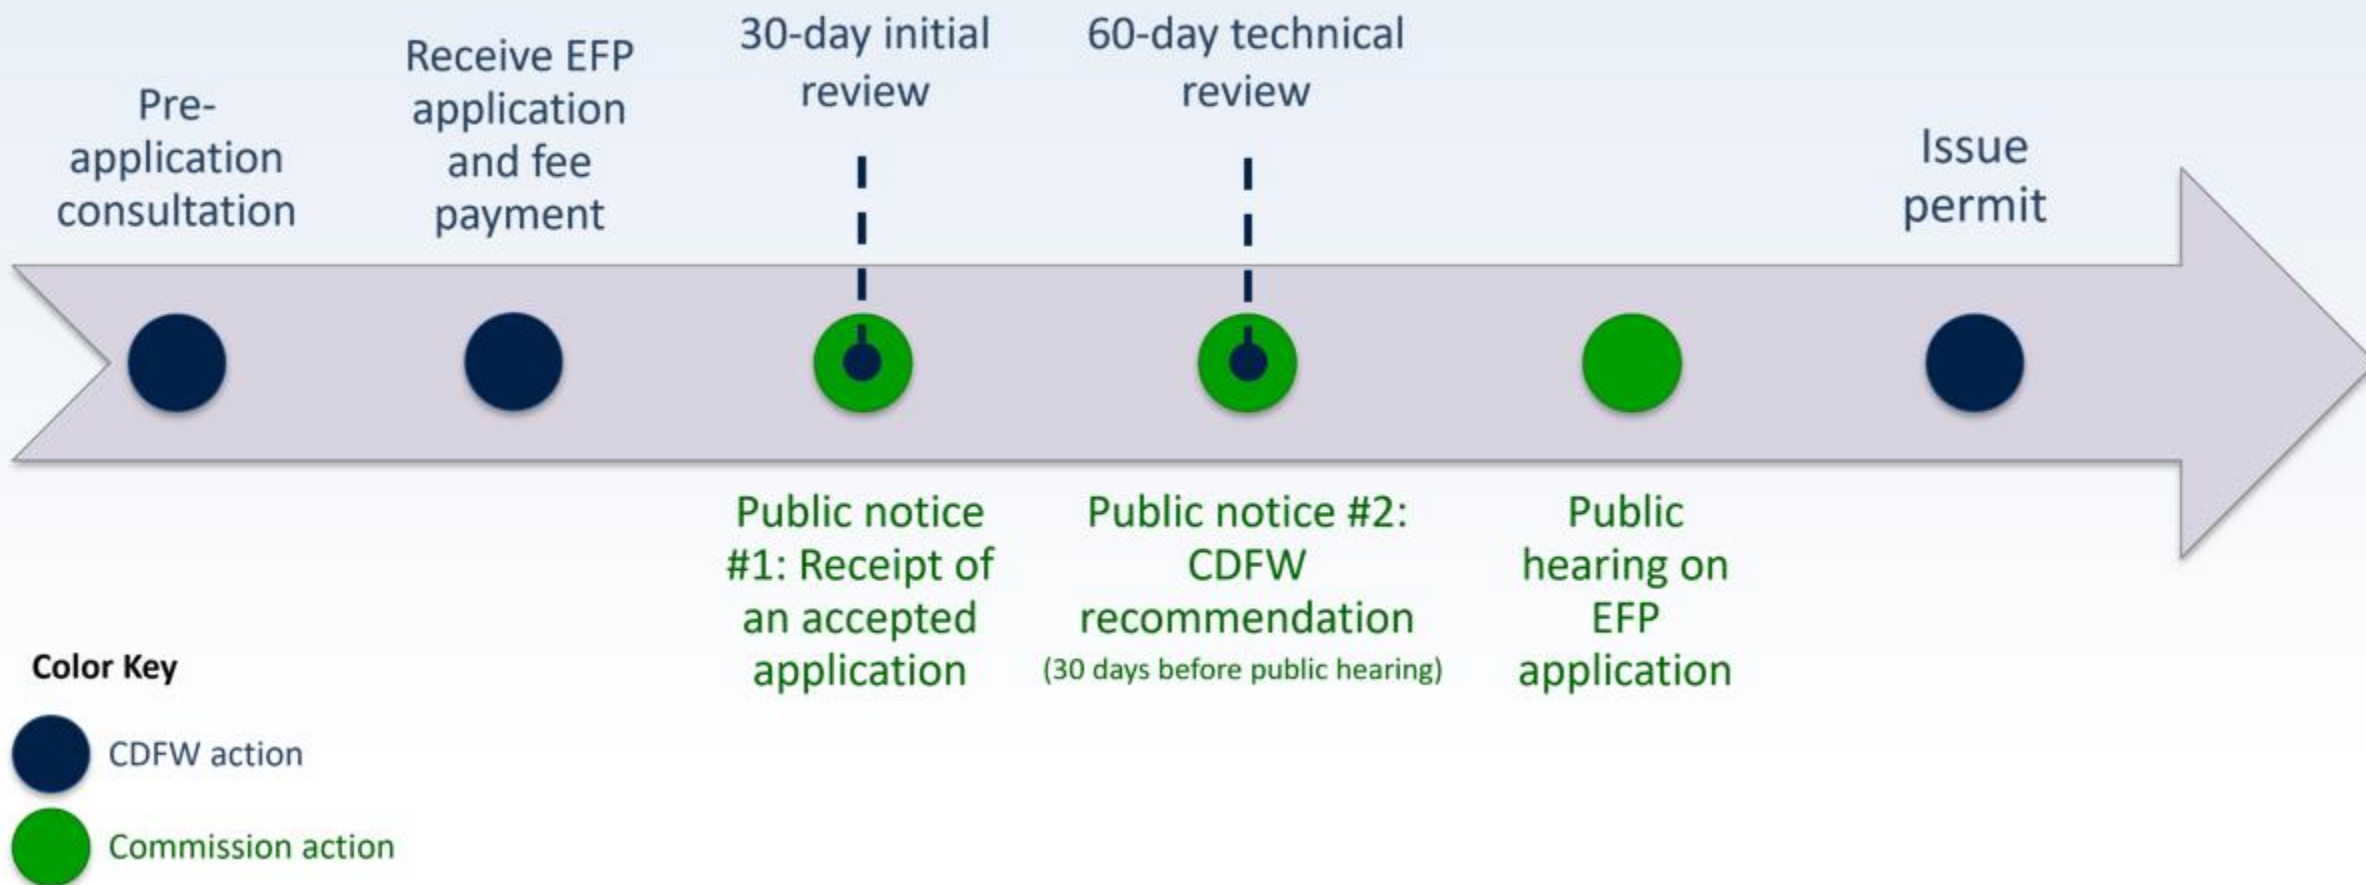 Pre-
application
consultation
Receive EFP
application
and fee
payment
30-day initial
review
60-day technical
review
Issue
permit
Public notice
#1: Receipt of
an accepted
application
Public notice #2:
CDFW
recommendation
(30 days before public hearing)
Public
hearing on
EFP
application
Color Key
CDFW action
Commission action